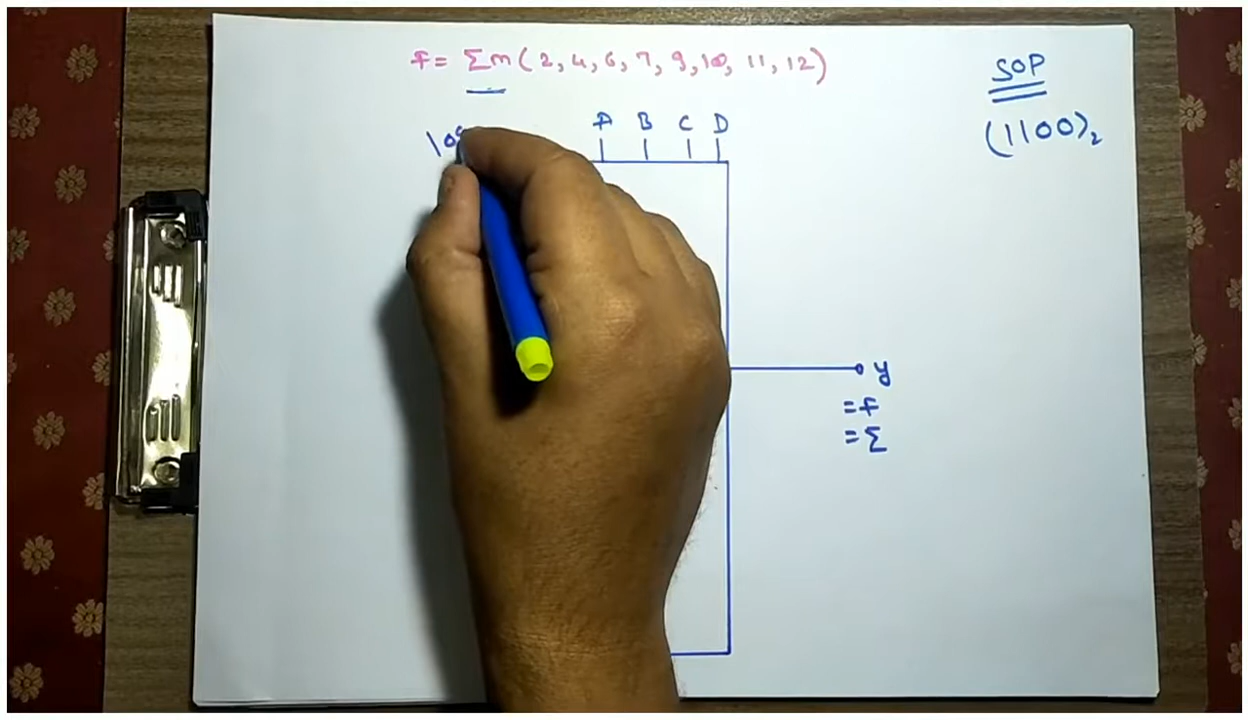 f = Σm(2, 4, 6, 7, 9, 10, 11, 12)
SOP
(1100)₂
A B C D
y
= f
= Σ